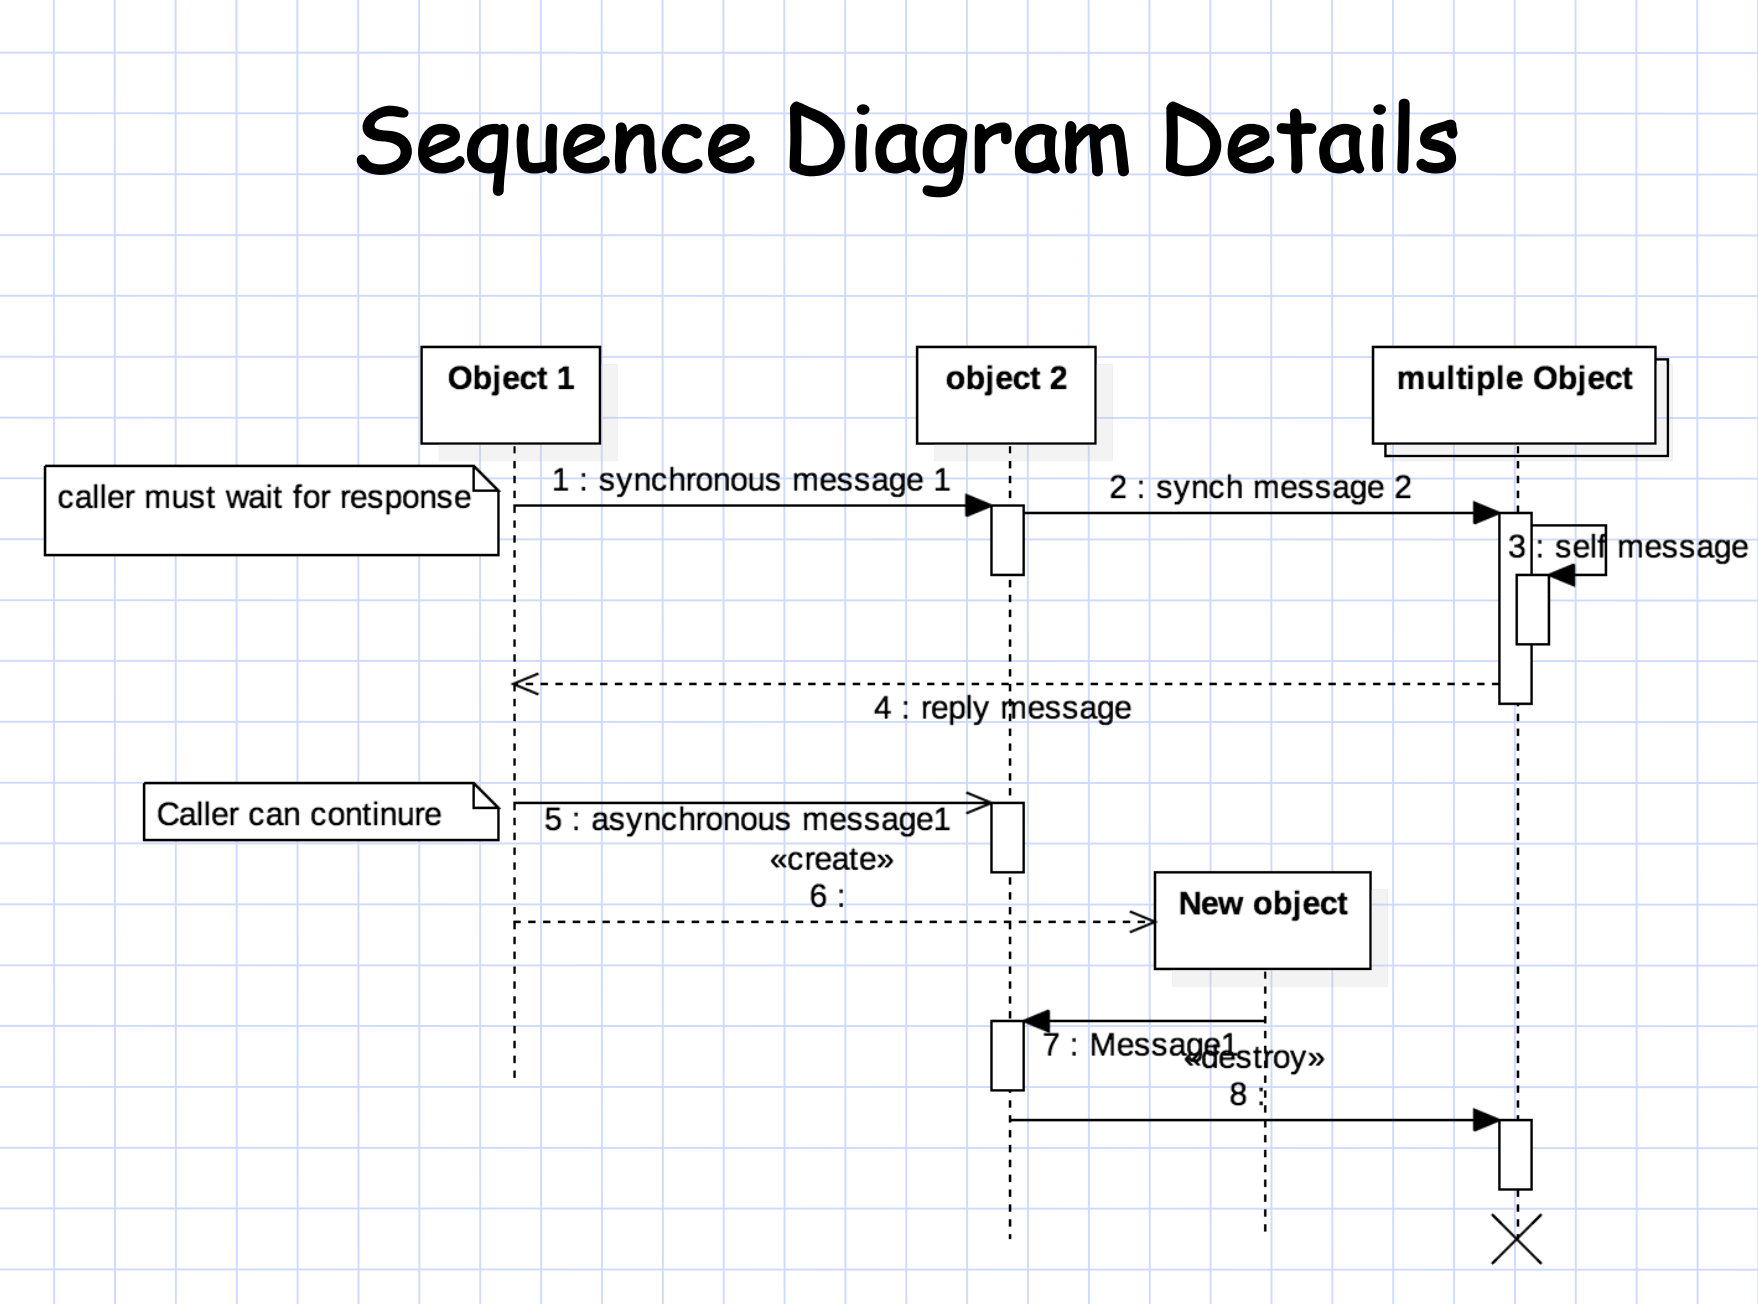 Sequence Diagram Details
Object 1
object 2
multiple Object
caller must wait for response
1 : synchronous message 1
2 : synch message 2
3 : self message
4 : reply message
Caller can continure
5 : asynchronous message1
«create»
6 :
New object
7 : Message1
«destroy»
8 :